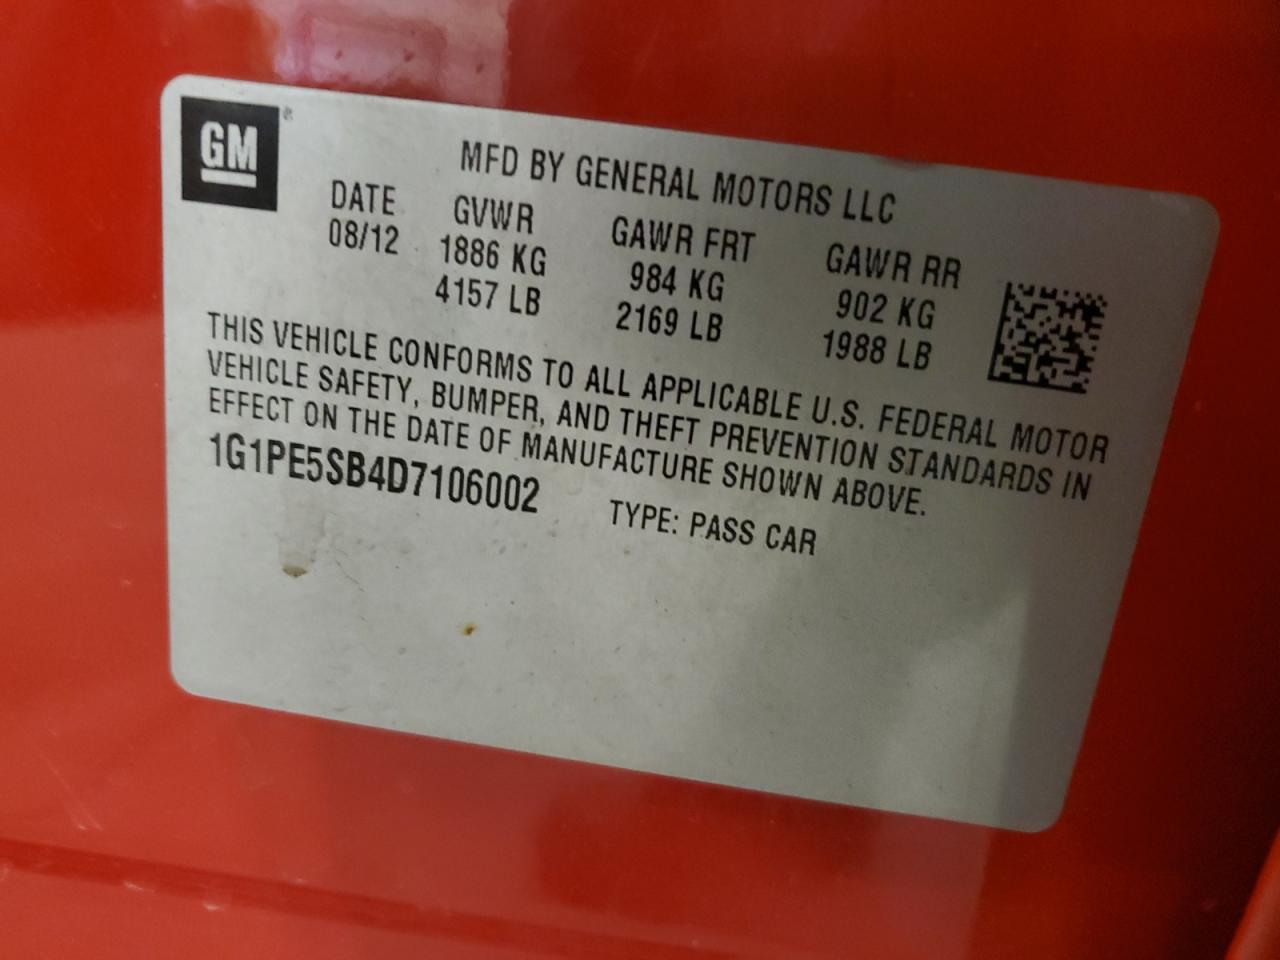 GM®
MFD BY GENERAL MOTORS LLC
DATE GVWR GAWR FRT GAWR RR
08/12 1886 KG 984 KG 902 KG
4157 LB 2169 LB 1988 LB
THIS VEHICLE CONFORMS TO ALL APPLICABLE U.S. FEDERAL MOTOR
VEHICLE SAFETY, BUMPER, AND THEFT PREVENTION STANDARDS IN
EFFECT ON THE DATE OF MANUFACTURE SHOWN ABOVE.
1G1PE5SB4D7106002 TYPE: PASS CAR